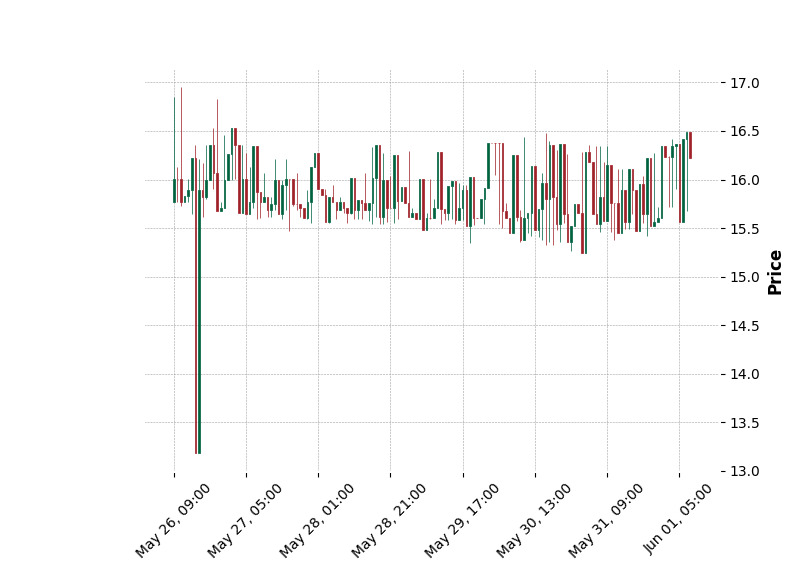 17.0
16.5
16.0
15.5
15.0
14.5
14.0
13.5
13.0
Price
May 26, 09:00
May 27, 05:00
May 28, 01:00
May 28, 21:00
May 29, 17:00
May 30, 13:00
May 31, 09:00
Jun 01, 05:00